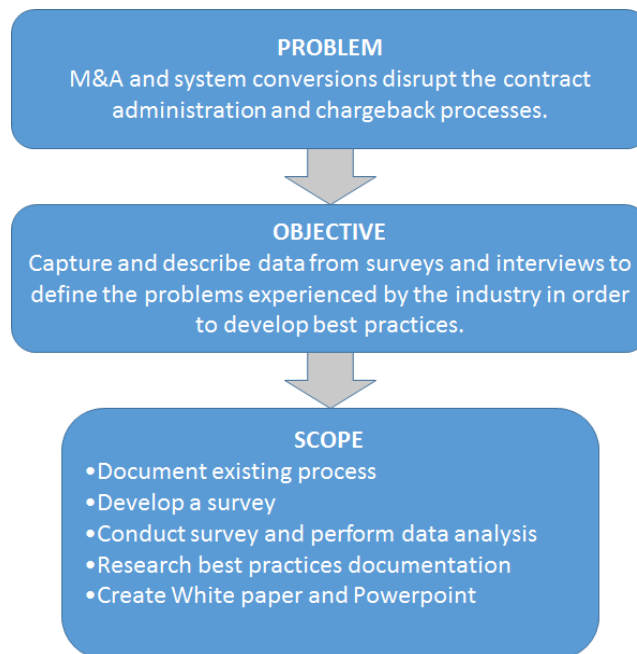 PROBLEM
M&A and system conversions disrupt the contract
administration and chargeback processes.
OBJECTIVE
Capture and describe data from surveys and interviews to
define the problems experienced by the industry in order
to develop best practices.
SCOPE
•Document existing process
•Develop a survey
•Conduct survey and perform data analysis
•Research best practices documentation
•Create White paper and Powerpoint